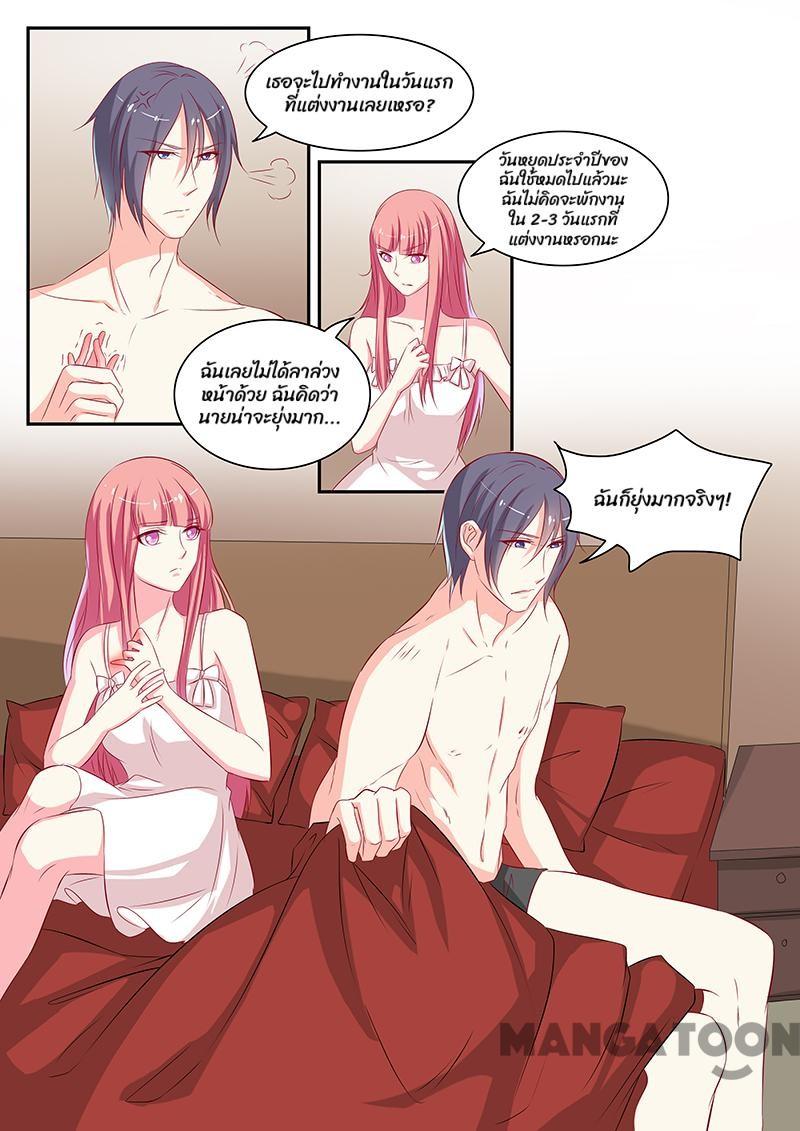 เธอจะไปทำงานในวันแรก
ที่แต่งงานเลยเหรอ?
วันหยุดประจำปีของ
ฉันใช้หมดไปแล้วนะ
ฉันไม่คิดจะพักงาน
ใน 2-3 วันแรกที่
แต่งงานหรอกนะ
ฉันเลยไม่ได้ลาล่วง
หน้าด้วย ฉันคิดว่า
นายน่าจะยุ่งมาก...
ฉันก็ยุ่งมากจริงๆ!
MANGATOON